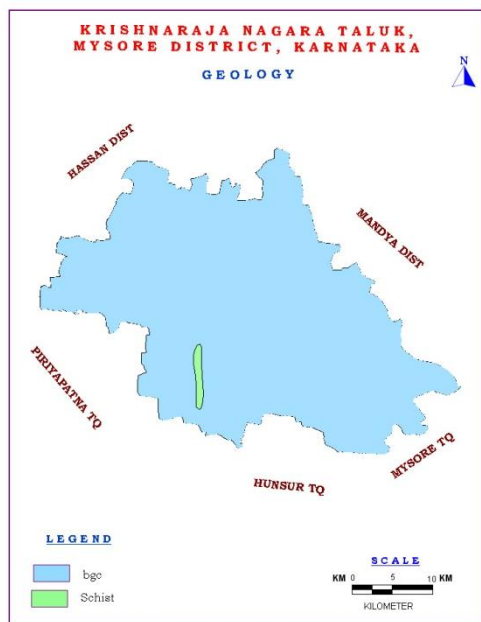 KRISHNARAJA NAGARA TALUK,
MYSORE DISTRICT, KARNATAKA
GEOLOGY
N
HASSAN DIST
MANDYA DIST
PIRIYAPATNA TQ
MYSORE TQ
HUNSUR TQ
LEGEND
bgc
Schist
SCALE
KM 0 5 10 KM
KILOMETER